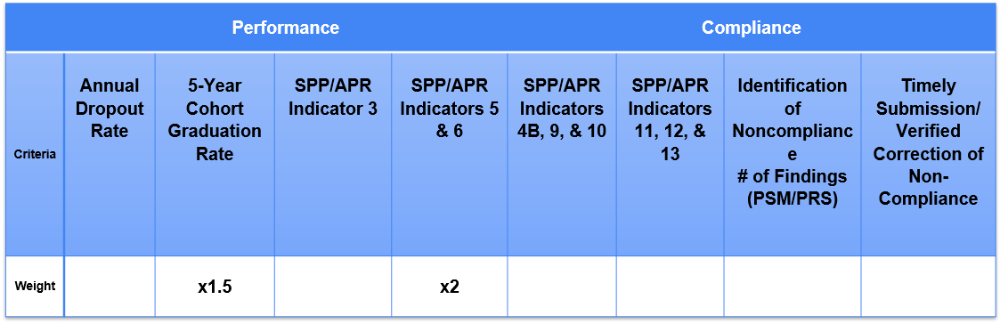 Performance
Compliance
Criteria
Annual
Dropout
Rate
5-Year
Cohort
Graduation
Rate
SPP/APR
Indicator 3
SPP/APR
Indicators 5
& 6
SPP/APR
Indicators
4B, 9, & 10
SPP/APR
Indicators
11, 12, &
13
Identification
of
Noncomplianc
e
# of Findings
(PSM/PRS)
Timely
Submission/
Verified
Correction of
Non-
Compliance
Weight
x1.5
x2